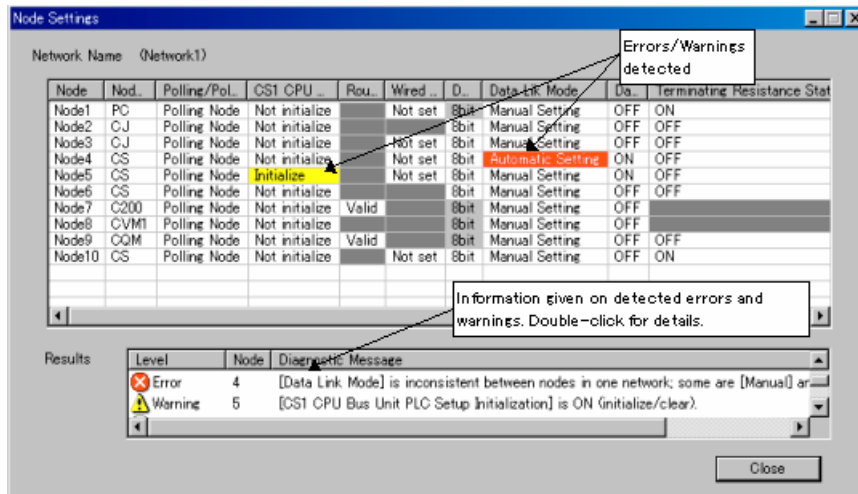 Node Settings
Network Name (Network1)
Errors/Warnings
detected
Node Nod... Polling/Pol... CS1 CPU ... Rou... Wired ... D... Data Lik Mode Da... Terminating Resistance Stat
Node1 PC Polling Node Not initialize Not set 8bit Manual Setting OFF ON
Node2 CJ Polling Node Not initialize 8bit Manual Setting OFF OFF
Node3 CJ Polling Node Not initialize Not set 8bit Manual Setting OFF OFF
Node4 CS Polling Node Not initialize Not set 8bit Automatic Setting ON OFF
Node5 CS Polling Node Initialize Not set 8bit Manual Setting ON OFF
Node6 CS Polling Node Not initialize 8bit Manual Setting OFF OFF
Node7 C200 Polling Node Not initialize Valid 8bit Manual Setting OFF
Node8 CVM1 Polling Node Not initialize 8bit Manual Setting OFF
Node9 CQM Polling Node Not initialize Valid 8bit Manual Setting OFF OFF
Node10 CS Polling Node Not initialize Not set 8bit Manual Setting OFF ON
Information given on detected errors and
warnings. Double-click for details.
Results
Level Node Diagnostic Message
Error 4 [Data Link Mode] is inconsistent between nodes in one network; some are [Manual] ar
Warning 5 [CS1 CPU Bus Unit PLC Setup Initialization] is ON (initialize/clear).
Close